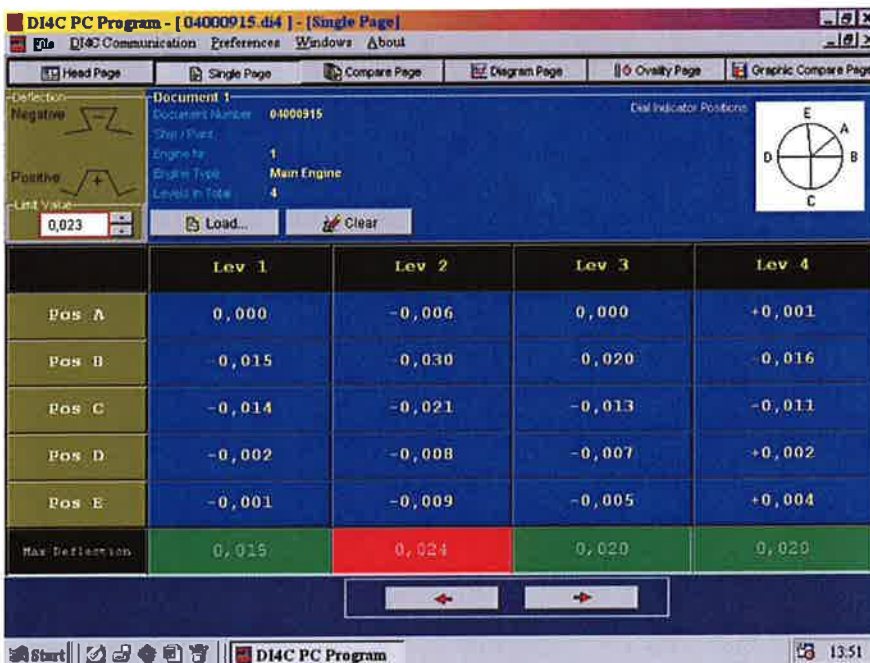 DI4C PC Program - [ 04000915.di4 ] - [Single Page]
File DI4C Communication Preferences Windows About
Head Page Single Page Compare Page Diagram Page Ovality Page Graphic Compare Page
Deflection
Negative
Positive
Limit Value
0,023
Document 1
Document Number 04000915
Ship / Plant
Engine Nr 1
Engine Type Main Engine
Levels in Total 4
Load... Clear
Dial Indicator Positions
E
A
D B
C
Lev 1 Lev 2 Lev 3 Lev 4
Pos A 0,000 -0,006 0,000 +0,001
Pos B -0,015 -0,030 -0,020 -0,016
Pos C -0,014 -0,021 -0,013 -0,011
Pos D -0,002 -0,008 -0,007 +0,002
Pos E -0,001 -0,009 -0,005 +0,004
Max Deflection 0,015 0,024 0,020 0,020
Start DI4C PC Program 13:51